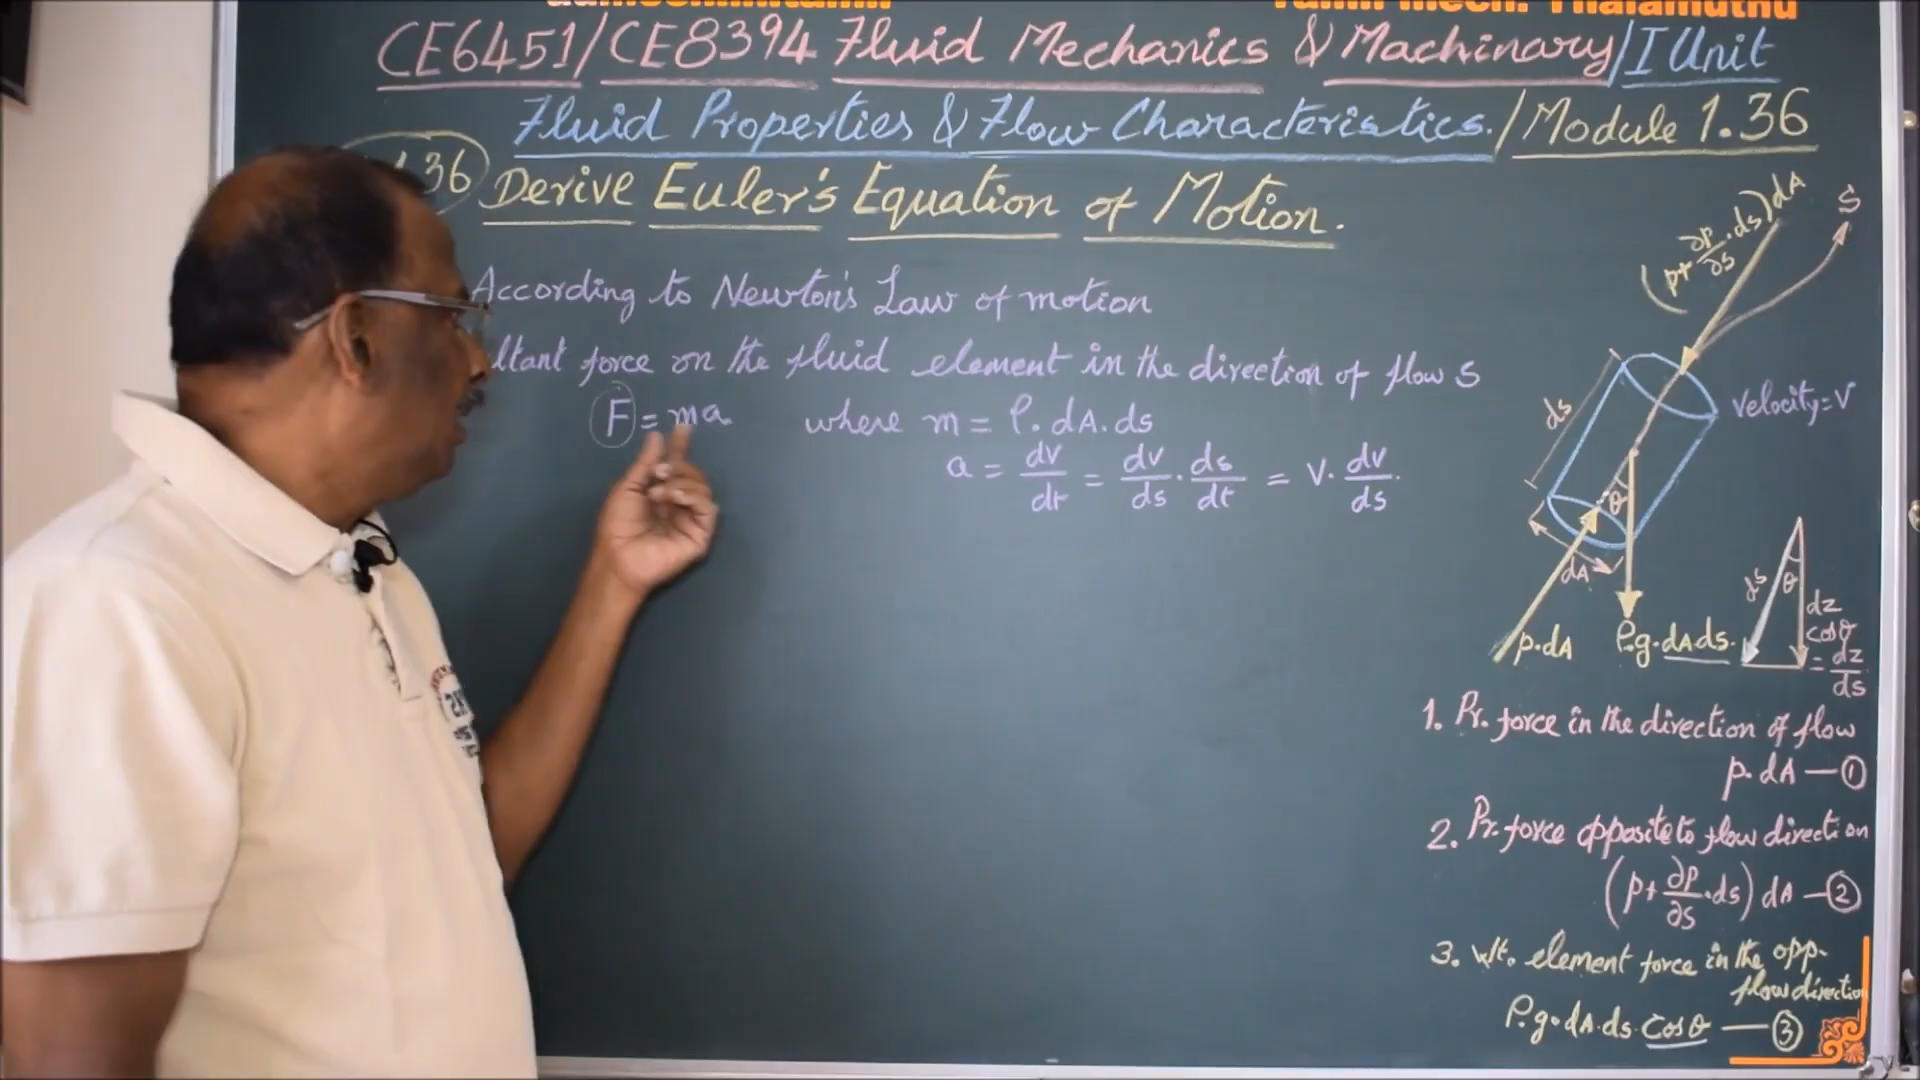 CE6451/CE8394 Fluid Mechanics & Machinary/I Unit
Fluid Properties & Flow Characteristics./Module 1.36
36 Derive Euler's Equation of Motion.
According to Newton's Law of motion
ltant force on the fluid element in the direction of flow S
F = ma where m = ρ.dA.ds
a = dv/dt = dv/ds . ds/dt = V. dv/ds.
(p+ ∂p/∂s .ds) dA
S
ds
Velocity=V
θ
dA
p.dA
ρ.g.dA.ds.
ds
θ
dz
cosθ
= dz/ds
1. Pr. force in the direction of flow
p.dA — ①
2. Pr. force opposite to flow direction
(p+ ∂p/∂s .ds) dA — ②
3. Wt. element force in the opp.
flow direction
ρ.g.dA.ds.cosθ — ③